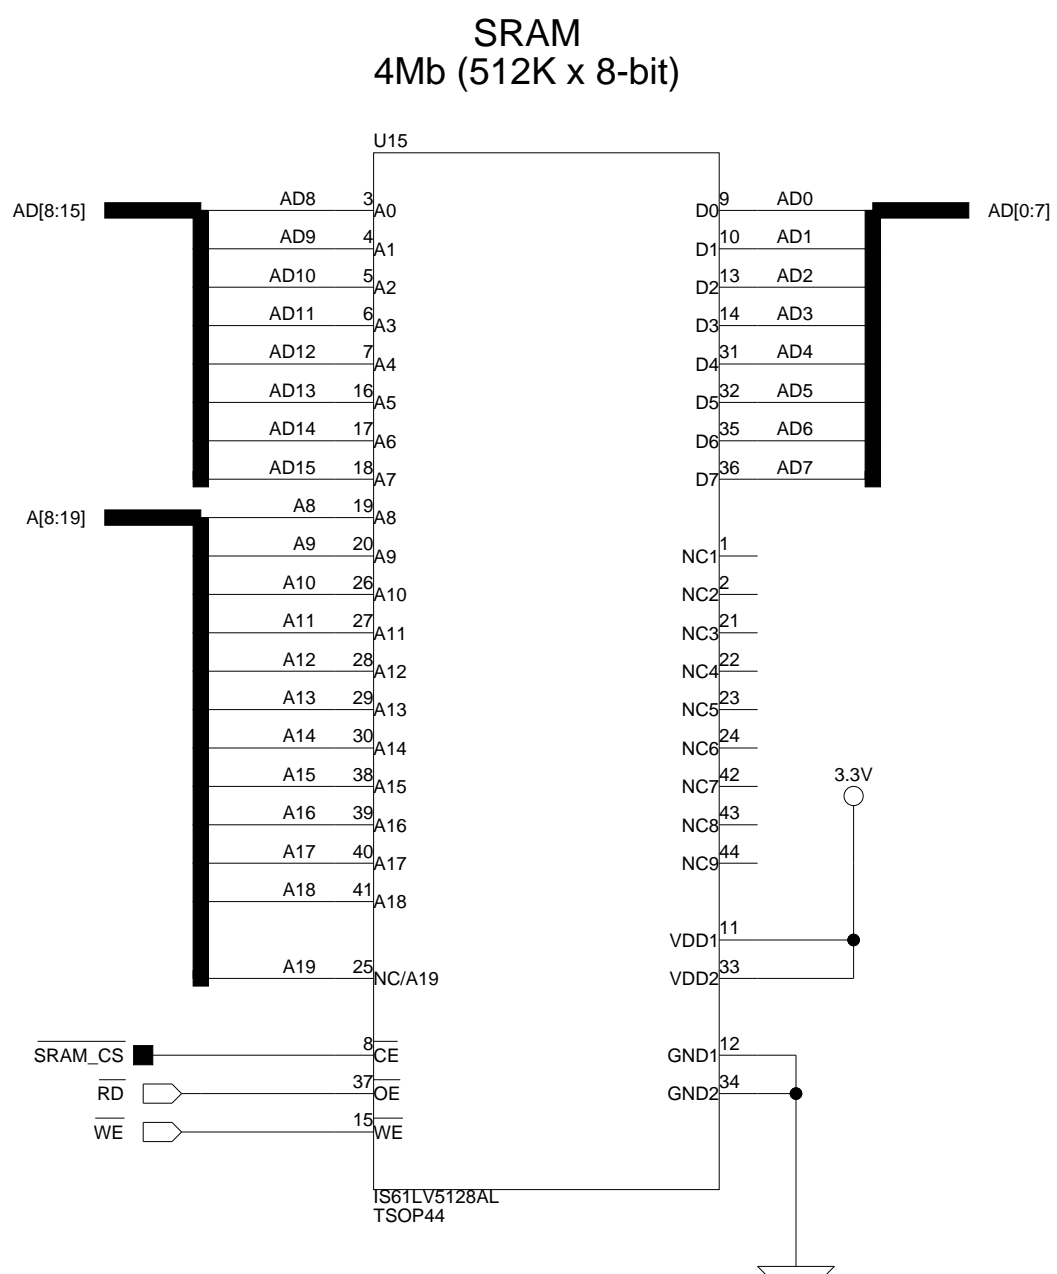 SRAM
4Mb (512K x 8-bit)
U15
AD[8:15] AD8 3 A0 D0 9 AD0 AD[0:7]
AD9 4 A1 D1 10 AD1
AD10 5 A2 D2 13 AD2
AD11 6 A3 D3 14 AD3
AD12 7 A4 D4 31 AD4
AD13 16 A5 D5 32 AD5
AD14 17 A6 D6 35 AD6
AD15 18 A7 D7 36 AD7
A[8:19] A8 19 A8
A9 20 A9 NC1 1
A10 26 A10 NC2 2
A11 27 A11 NC3 21
A12 28 A12 NC4 22
A13 29 A13 NC5 23
A14 30 A14 NC6 24
A15 38 A15 NC7 42 3.3V
A16 39 A16 NC8 43
A17 40 A17 NC9 44
A18 41 A18
VDD1 11
A19 25 NC/A19 VDD2 33
SRAM_CS 8 CE GND1 12
RD 37 OE GND2 34
WE 15 WE
IS61LV5128AL
TSOP44